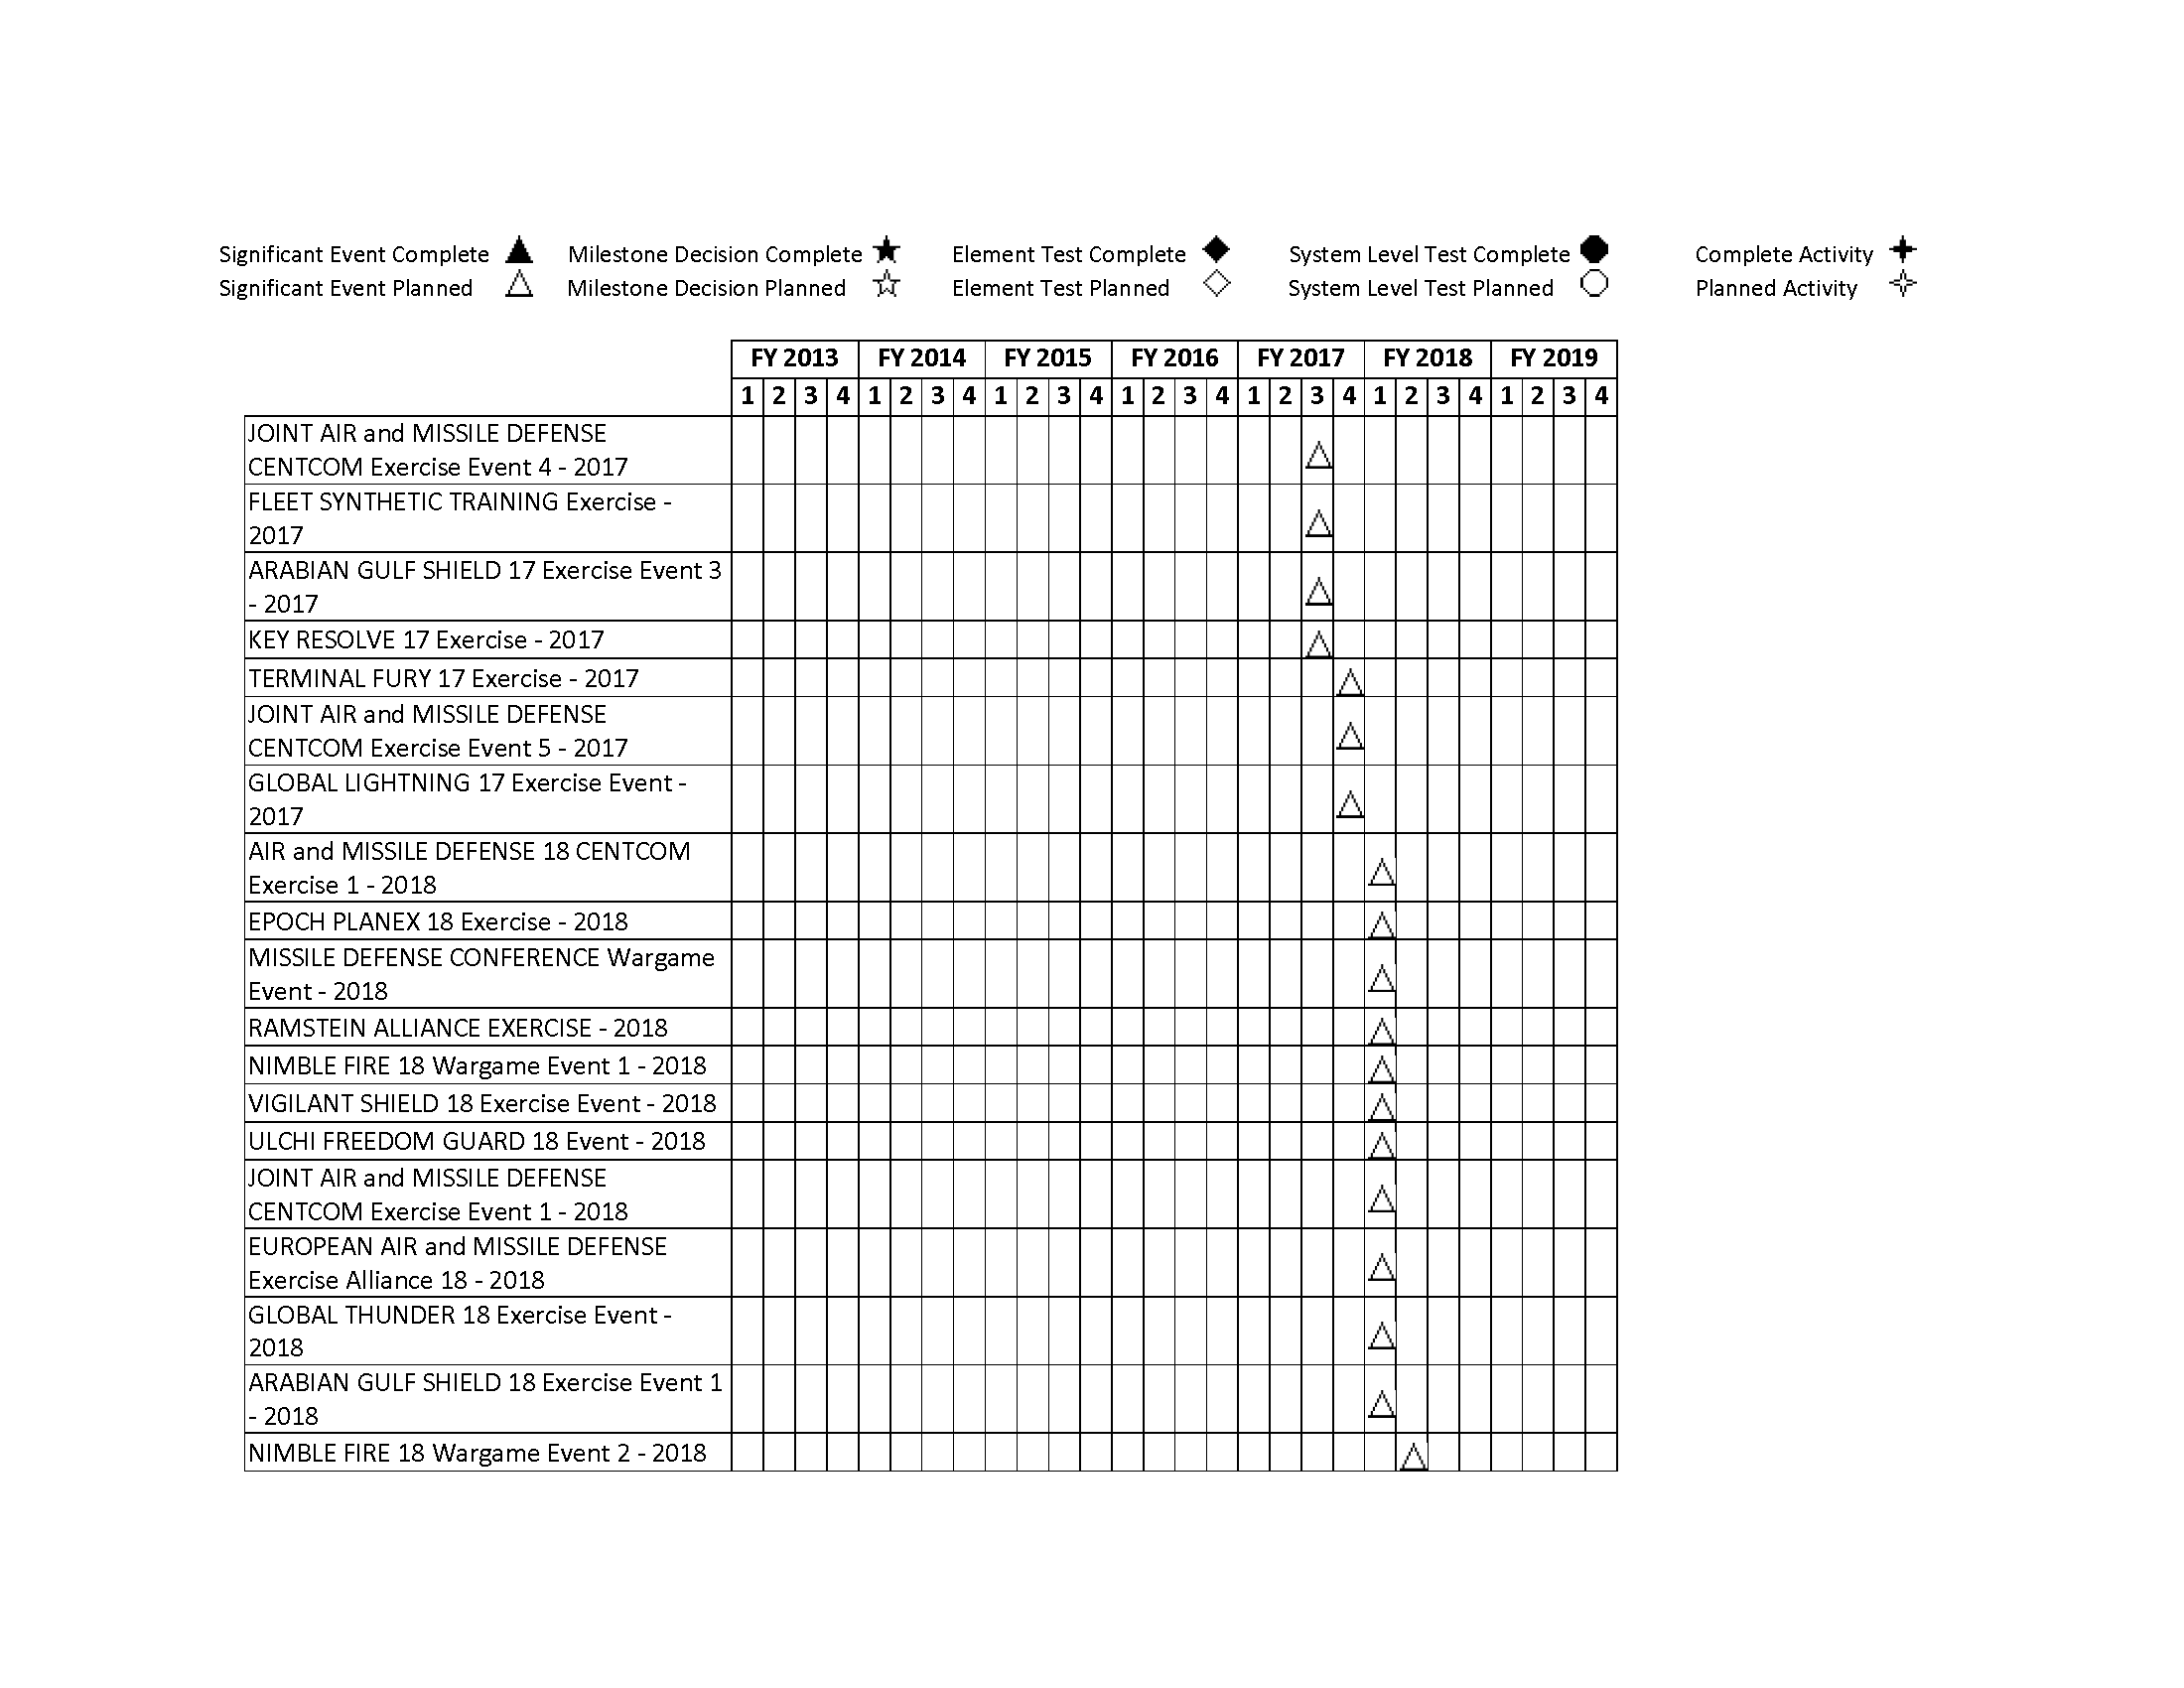 Significant Event Complete Milestone Decision Complete Element Test Complete System Level Test Complete Complete Activity
Significant Event Planned Milestone Decision Planned Element Test Planned System Level Test Planned Planned Activity
FY 2013 FY 2014 FY 2015 FY 2016 FY 2017 FY 2018 FY 2019
1 2 3 4 1 2 3 4 1 2 3 4 1 2 3 4 1 2 3 4 1 2 3 4 1 2 3 4
JOINT AIR and MISSILE DEFENSE
CENTCOM Exercise Event 4 - 2017
FLEET SYNTHETIC TRAINING Exercise -
2017
ARABIAN GULF SHIELD 17 Exercise Event 3
- 2017
KEY RESOLVE 17 Exercise - 2017
TERMINAL FURY 17 Exercise - 2017
JOINT AIR and MISSILE DEFENSE
CENTCOM Exercise Event 5 - 2017
GLOBAL LIGHTNING 17 Exercise Event -
2017
AIR and MISSILE DEFENSE 18 CENTCOM
Exercise 1 - 2018
EPOCH PLANEX 18 Exercise - 2018
MISSILE DEFENSE CONFERENCE Wargame
Event - 2018
RAMSTEIN ALLIANCE EXERCISE - 2018
NIMBLE FIRE 18 Wargame Event 1 - 2018
VIGILANT SHIELD 18 Exercise Event - 2018
ULCHI FREEDOM GUARD 18 Event - 2018
JOINT AIR and MISSILE DEFENSE
CENTCOM Exercise Event 1 - 2018
EUROPEAN AIR and MISSILE DEFENSE
Exercise Alliance 18 - 2018
GLOBAL THUNDER 18 Exercise Event -
2018
ARABIAN GULF SHIELD 18 Exercise Event 1
- 2018
NIMBLE FIRE 18 Wargame Event 2 - 2018